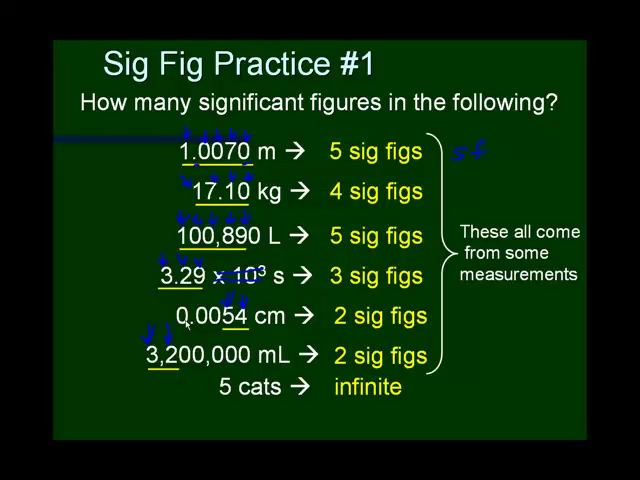 Sig Fig Practice #1
How many significant figures in the following?
1.0070 m → 5 sig figs
sf
17.10 kg → 4 sig figs
100,890 L → 5 sig figs
These all come
from some
measurements
3.29 x 10³ s → 3 sig figs
0.0054 cm → 2 sig figs
3,200,000 mL → 2 sig figs
5 cats → infinite